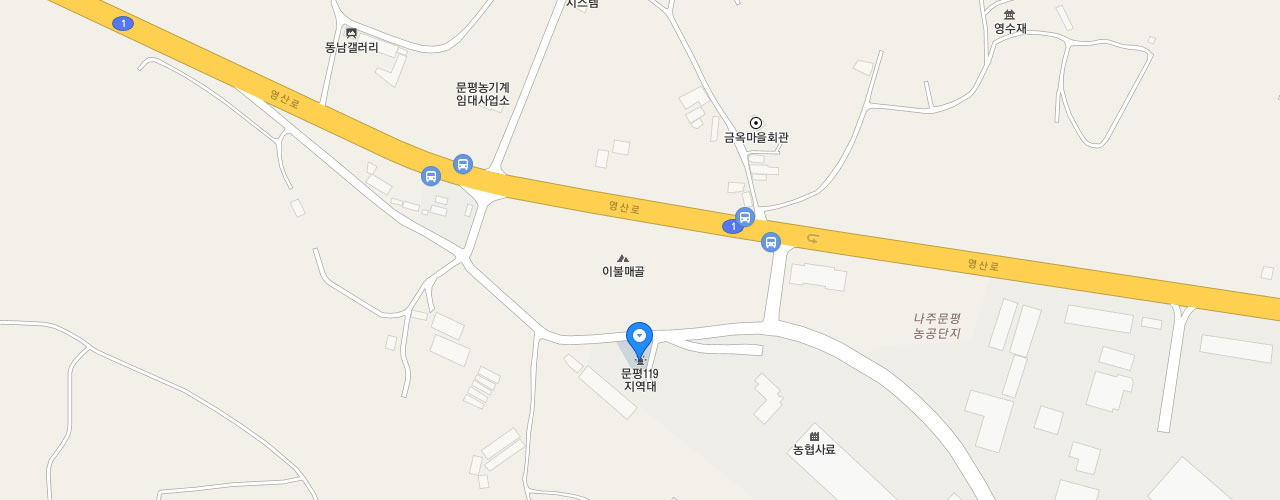 시스템
1
영수재
동남갤러리
문평농기계
임대사업소
영산로
금옥마을회관
영산로
1
영산로
이불매골
나주문평
농공단지
문평119
지역대
농협사료